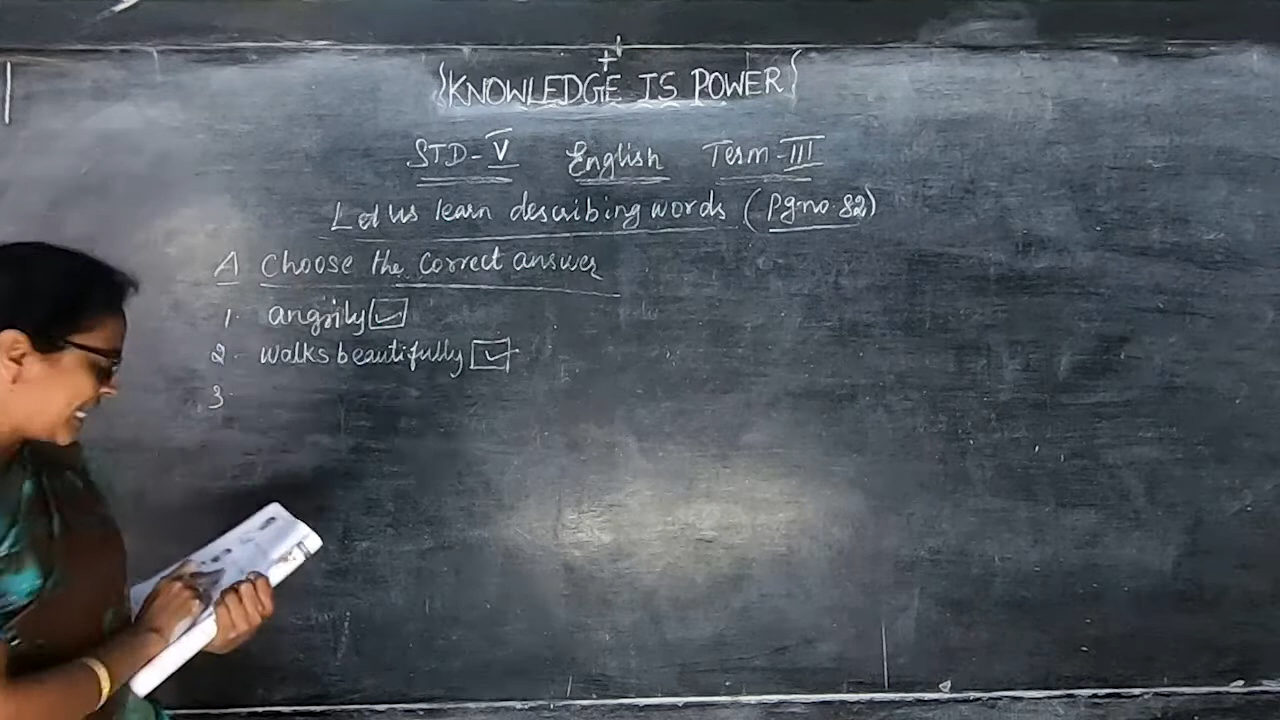 +
{KNOWLEDGE IS POWER}
STD-V English Term-III
Let us learn describing words (Pg no. 82)
A Choose the correct answer
1. angrily ☑
2. walks beautifully ☑
3.